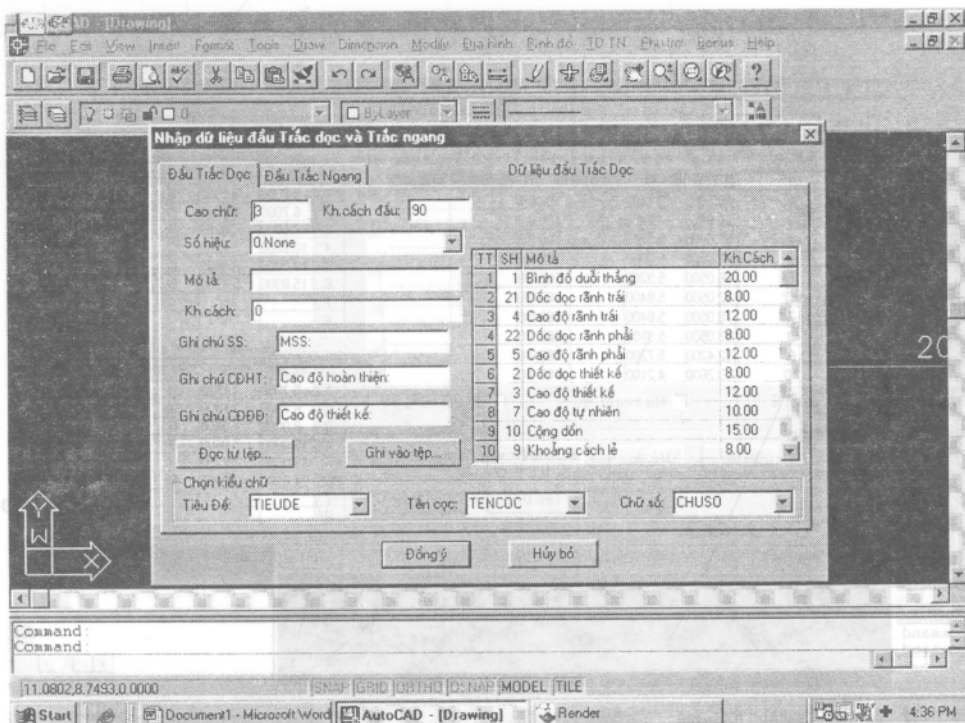 AD - [Drawing]
File Edit View Insert Format Tools Draw Dimension Modify Địa hình Bình đồ TD-TN Phụ trợ Bonus Help
0 ByLayer
Nhập dữ liệu đầu Trắc dọc và Trắc ngang
Đầu Trắc Dọc Đầu Trắc Ngang Dữ liệu đầu Trắc Dọc
Cao chữ: 3 Kh.cách đầu: 90
Số hiệu: 0.None
Mô tả:
Kh.cách: 0
Ghi chú SS: MSS:
Ghi chú CĐHT: Cao độ hoàn thiện:
Ghi chú CĐĐĐ: Cao độ thiết kế:
Đọc từ tệp... Ghi vào tệp...
TT SH Mô tả Kh.Cách
1 1 Bình đồ duỗi thẳng 20.00
2 21 Dốc dọc rãnh trái 8.00
3 4 Cao độ rãnh trái 12.00
4 22 Dốc dọc rãnh phải 8.00
5 5 Cao độ rãnh phải 12.00
6 2 Dốc dọc thiết kế 8.00
7 3 Cao độ thiết kế 12.00
8 7 Cao độ tự nhiên 10.00
9 10 Cộng dồn 15.00
10 9 Khoảng cách lẻ 8.00
Chọn kiểu chữ
Tiêu Đề: TIEUDE Tên cọc: TENCOC Chữ số: CHUSO
Đồng ý Hủy bỏ
20
Y
W
X
Command:
Command:
11.0802,8.7493,0.0000 SNAP GRID ORTHO OSNAP MODEL TILE
Start Document1 - Microsoft Word AutoCAD - [Drawing] Render 4:36 PM